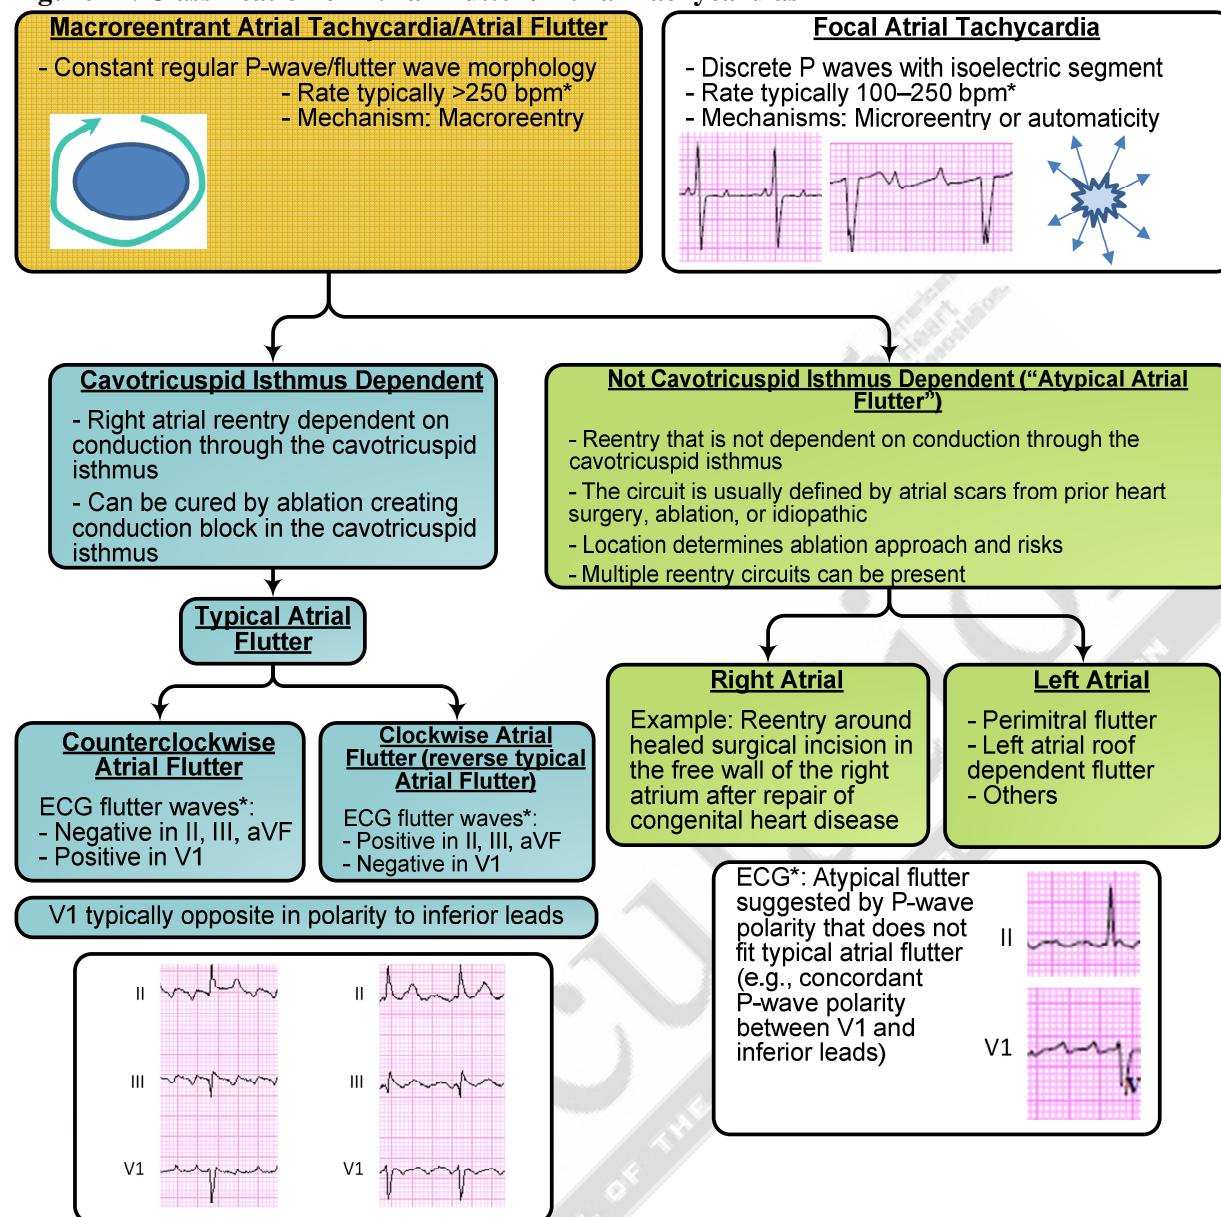 Macroreentrant Atrial Tachycardia/Atrial Flutter
- Constant regular P-wave/flutter wave morphology
- Rate typically >250 bpm*
- Mechanism: Macroreentry
Focal Atrial Tachycardia
- Discrete P waves with isoelectric segment
- Rate typically 100–250 bpm*
- Mechanisms: Microreentry or automaticity
American
Heart
Association
Cavotricuspid Isthmus Dependent
- Right atrial reentry dependent on
conduction through the cavotricuspid
isthmus
- Can be cured by ablation creating
conduction block in the cavotricuspid
isthmus
Not Cavotricuspid Isthmus Dependent (“Atypical Atrial
Flutter”)
- Reentry that is not dependent on conduction through the
cavotricuspid isthmus
- The circuit is usually defined by atrial scars from prior heart
surgery, ablation, or idiopathic
- Location determines ablation approach and risks
- Multiple reentry circuits can be present
Typical Atrial
Flutter
Counterclockwise
Atrial Flutter
ECG flutter waves*:
- Negative in II, III, aVF
- Positive in V1
Clockwise Atrial
Flutter (reverse typical
Atrial Flutter)
ECG flutter waves*:
- Positive in II, III, aVF
- Negative in V1
V1 typically opposite in polarity to inferior leads
Right Atrial
Example: Reentry around
healed surgical incision in
the free wall of the right
atrium after repair of
congenital heart disease
Left Atrial
- Perimitral flutter
- Left atrial roof
dependent flutter
- Others
II
III
V1
II
III
V1
ECG*: Atypical flutter
suggested by P-wave
polarity that does not
fit typical atrial flutter
(e.g., concordant
P-wave polarity
between V1 and
inferior leads)
II
V1
OF THE